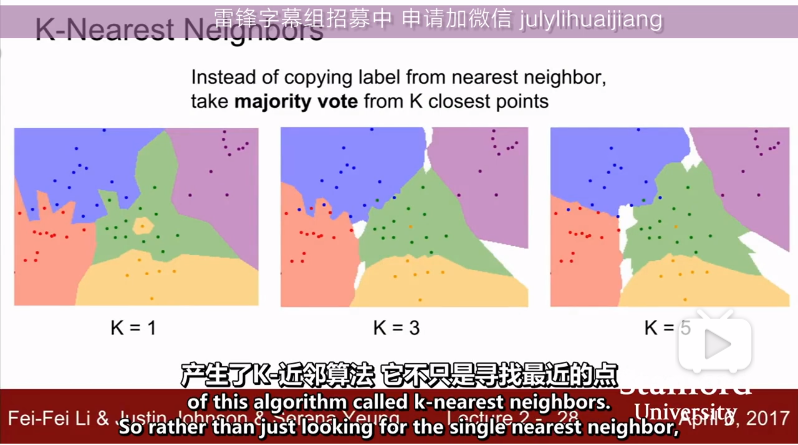 雷锋字幕组招募中 申请加微信 julylihuaijiang
K-Nearest Neighbors
Instead of copying label from nearest neighbor,
take majority vote from K closest points
K = 1
K = 3
K = 5
产生了K-近邻算法 它不只是寻找最近的点
of this algorithm called k-nearest neighbors.
So rather than just looking for the single nearest neighbor,
Fei-Fei Li & Justin Johnson & Serena Yeung
Lecture 2 - 28
April 6, 2017
Stanford
University